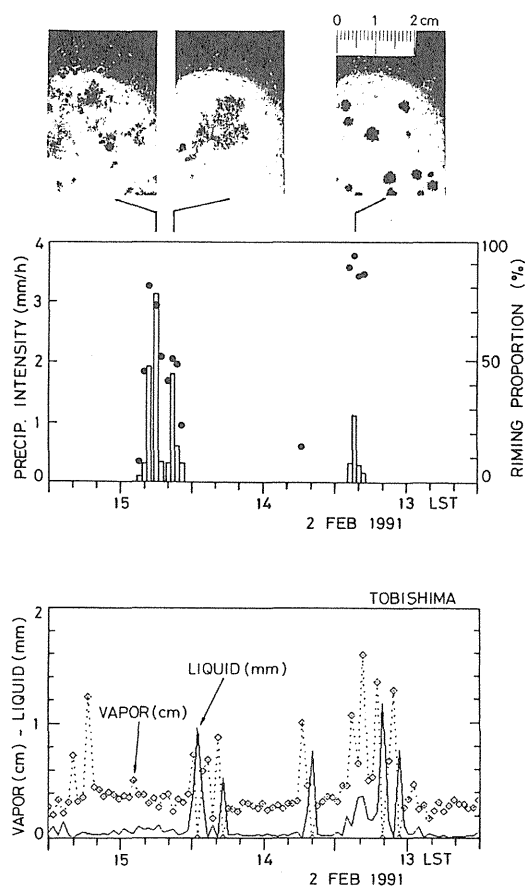 0 1 2 cm
PRECIP. INTENSITY (mm/h)
4
3
2
1
0
RIMING PROPORTION (%)
100
50
0
15 14 13 LST
2 FEB 1991
TOBISHIMA
VAPOR (cm) - LIQUID (mm)
2
1
0
LIQUID (mm)
VAPOR (cm)
15 14 13 LST
2 FEB 1991